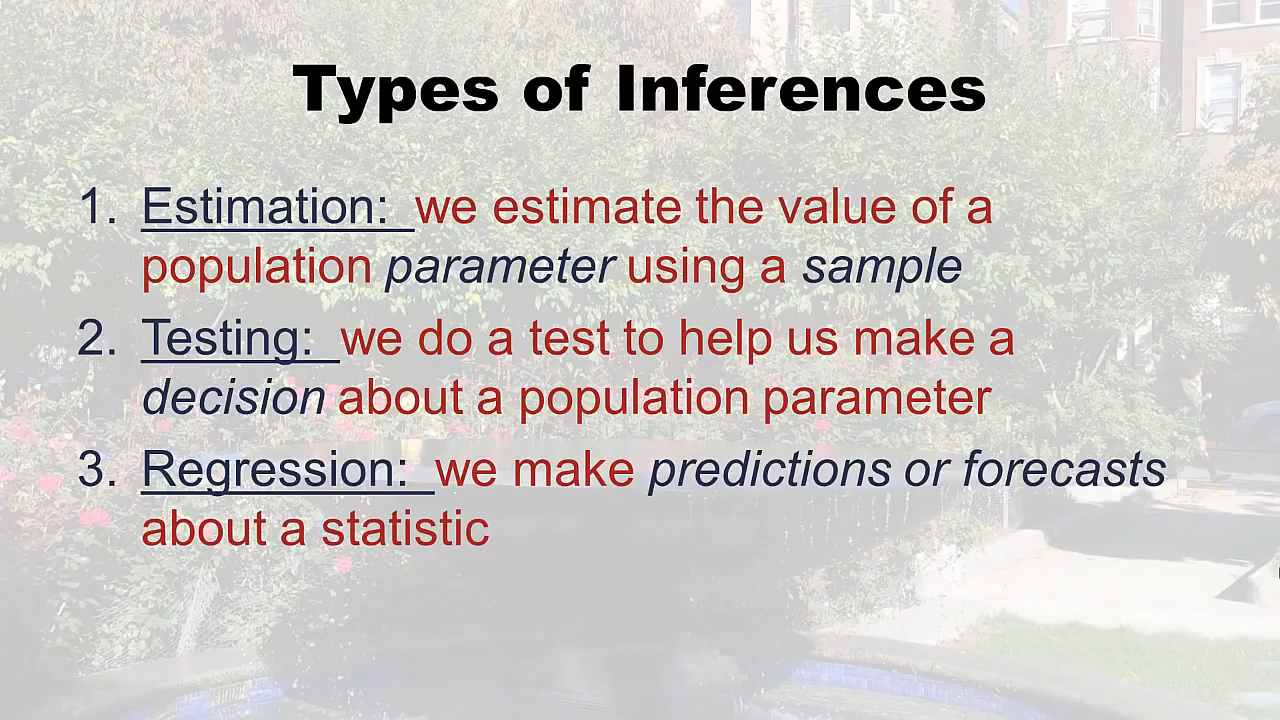 Types of Inferences
1. Estimation: we estimate the value of a
population parameter using a sample
2. Testing: we do a test to help us make a
decision about a population parameter
3. Regression: we make predictions or forecasts
about a statistic